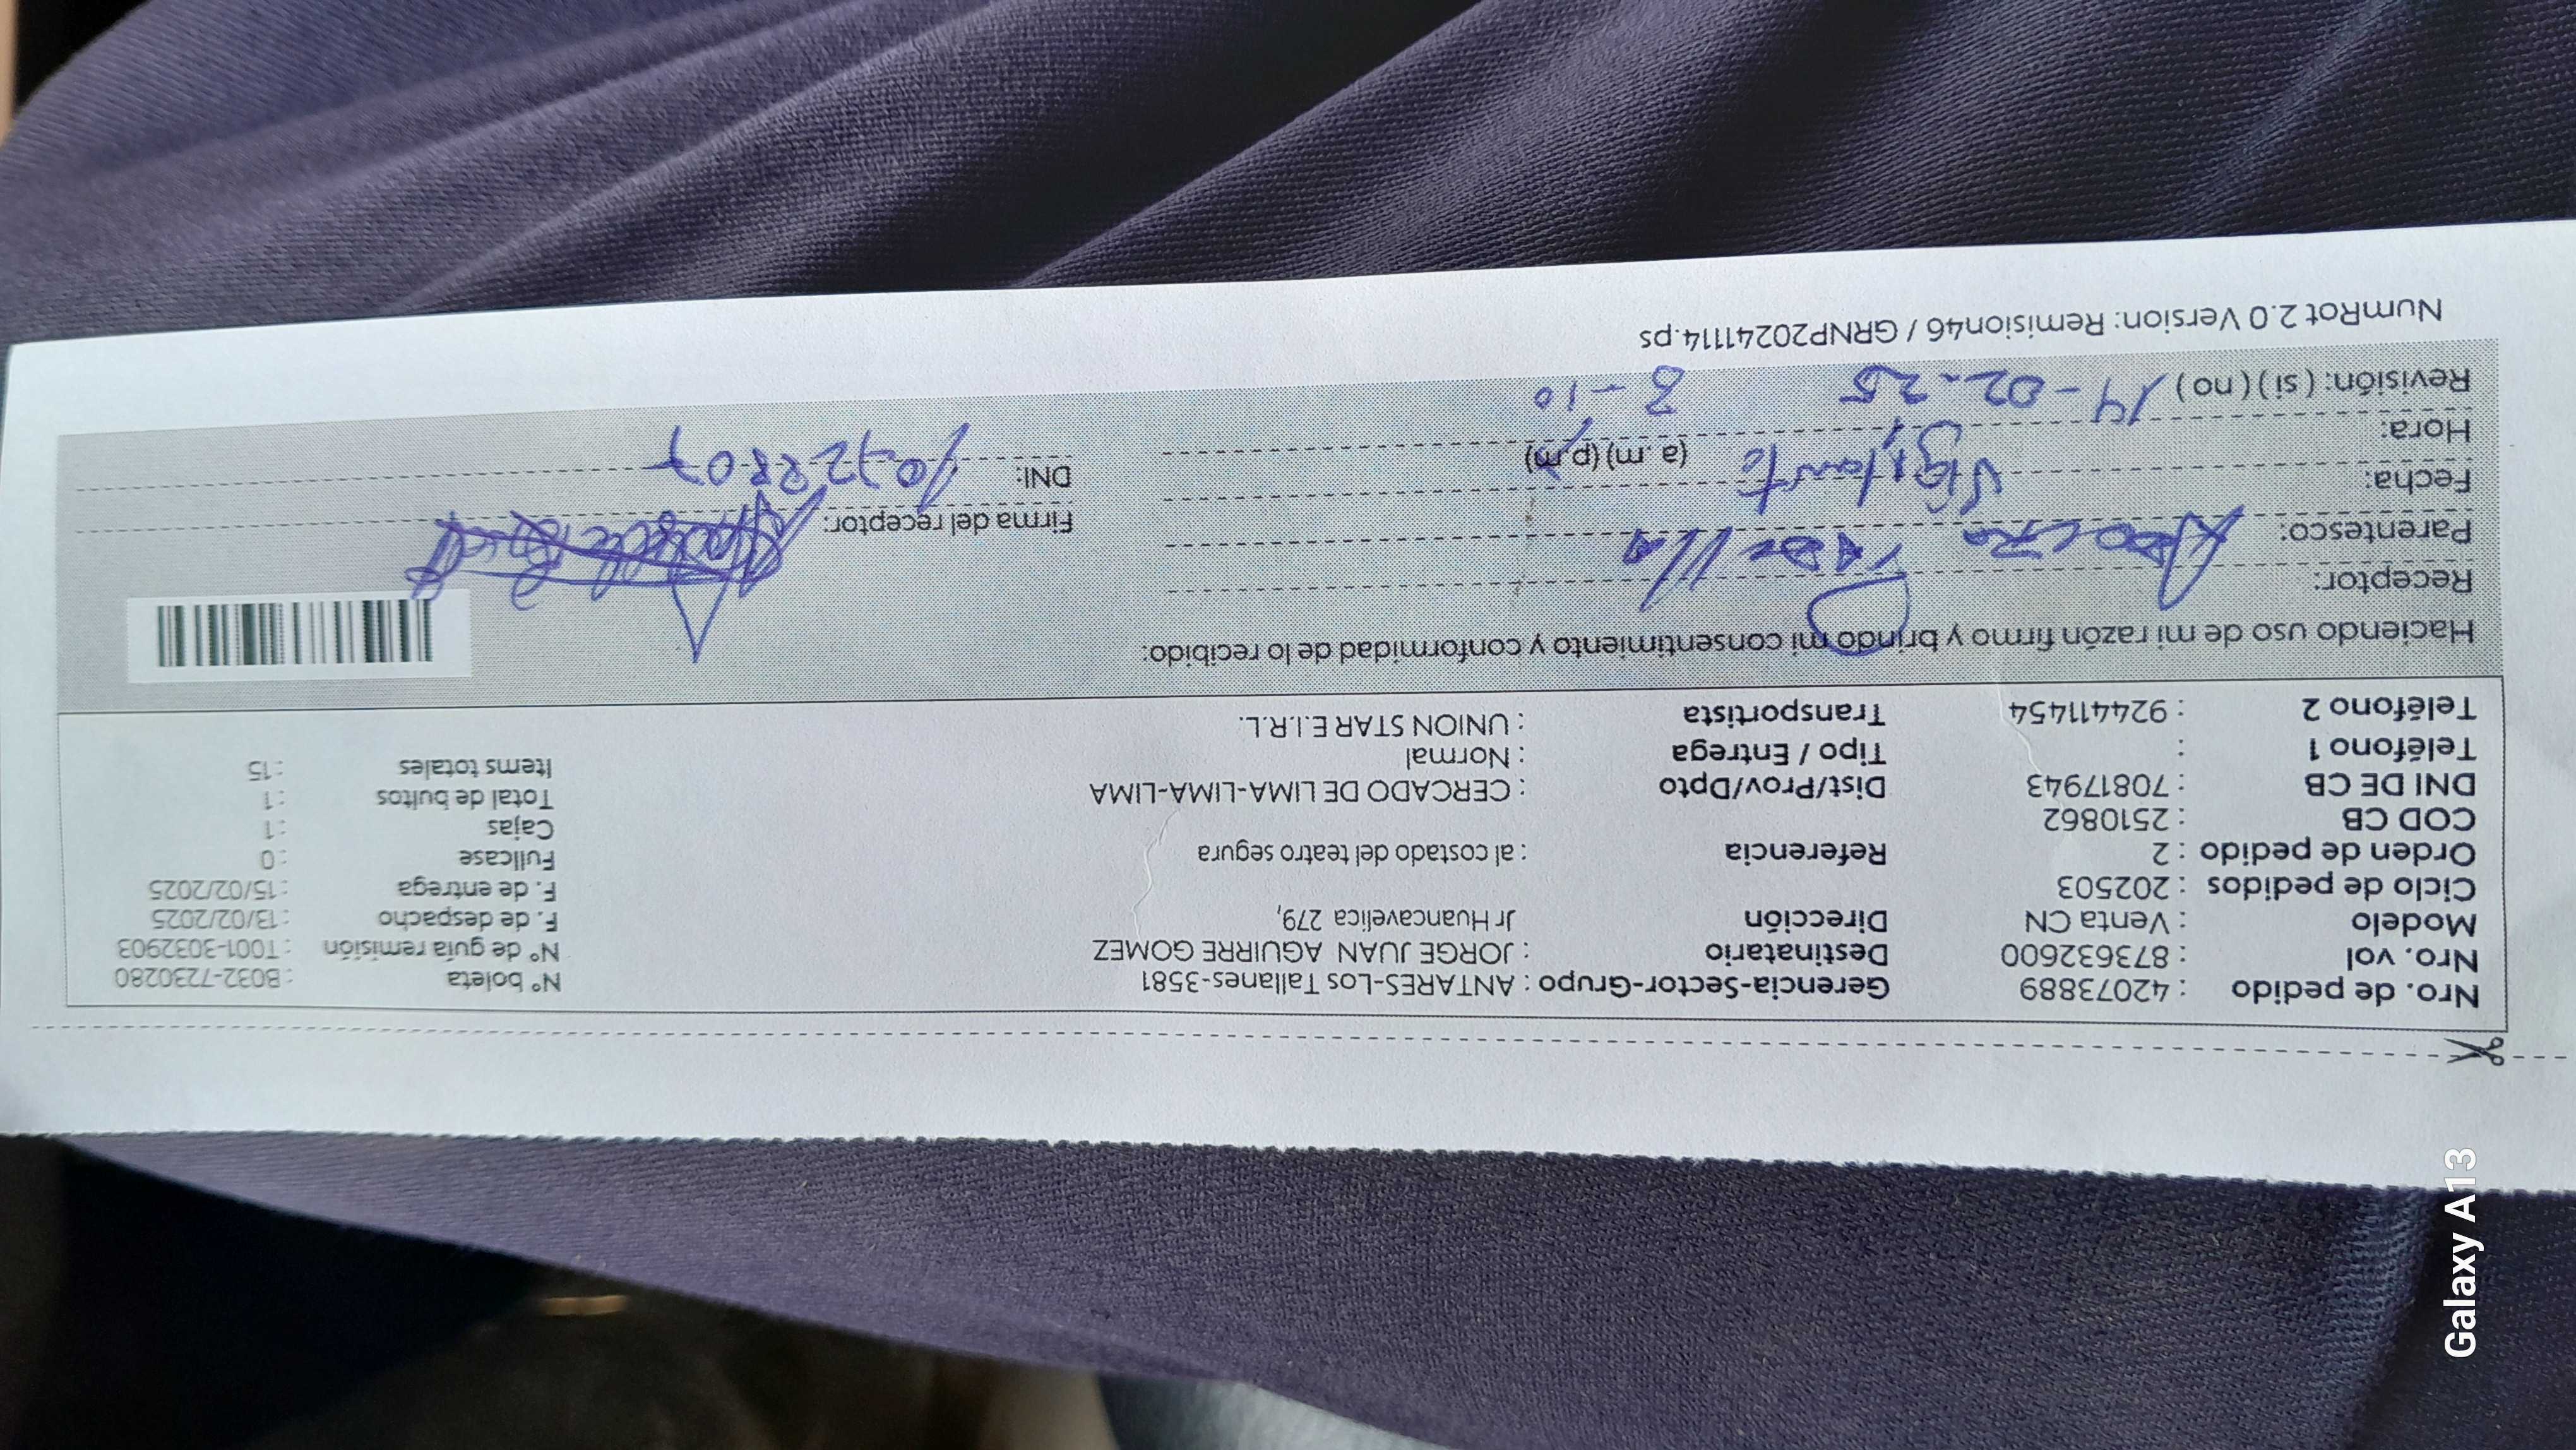 Nro. de pedido : 42073889 Gerencia-Sector-Grupo : ANTARES-Los Tallanes-3581 N° boleta : B032-7230280
Nro. vol : 873632600 Destinatario : JORGE JUAN AGUIRRE GOMEZ N° de guía remisión : T001-3032903
Modelo : Venta CN Dirección Jr Huancavelica 279, F. de despacho : 13/02/2025
Ciclo de pedidos : 202503 F. de entrega : 15/02/2025
Orden de pedido : 2 Referencia : al costado del teatro segura Fullcase : 0
COD CB : 2510862 Cajas : 1
DNI DE CB : 70817943 Dist/Prov/Dpto : CERCADO DE LIMA-LIMA-LIMA Total de bultos : 1
Teléfono 1 : Tipo / Entrega : Normal Items totales : 15
Teléfono 2 : 924411454 Transportista : UNION STAR E.I.R.L.
Haciendo uso de mi razón firmo y brindo mi consentimiento y conformidad de lo recibido:
Receptor:
Parentesco: Firma del receptor:
Fecha: Vigilante DNI:
Hora: (a.m) (p.m)
Revisión: ( si ) ( no ) 14-02-25 3-10
NumRot 2.0 Version: Remision46 / GRNP20241114.ps
Galaxy A13